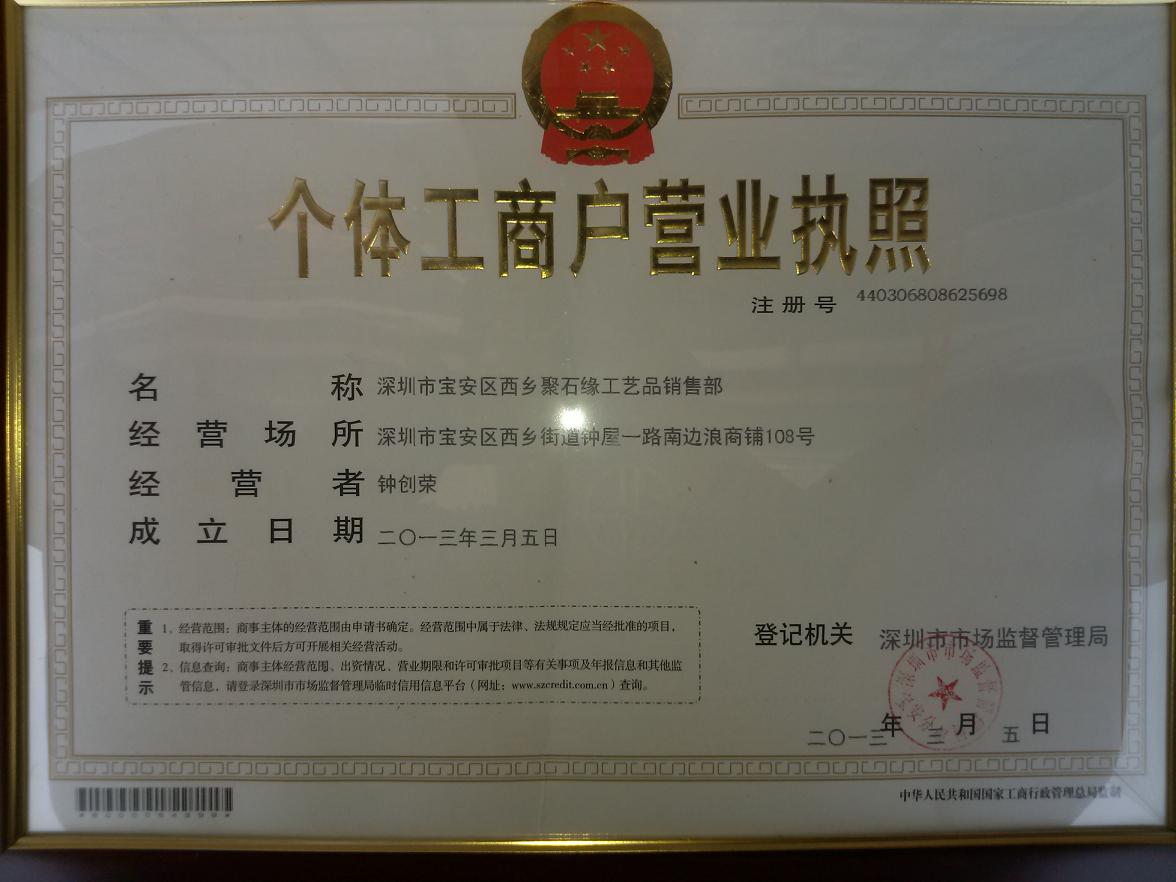 个体工商户营业执照
注册号 440306808625698
名称 深圳市宝安区西乡聚石缘工艺品销售部
经营场所 深圳市宝安区西乡街道钟屋一路南边浪商铺108号
经营者 钟创荣
成立日期 二〇一三年三月五日
重要提示
1、经营范围：商事主体的经营范围由申请书确定。经营范围中属于法律、法规规定应当经批准的项目，
取得许可审批文件后方可开展相关经营活动。
2、信息查询：商事主体经营范围、出资情况、营业期限和许可审批项目等有关事项及年报信息和其他监
管信息，请登录深圳市市场监督管理局临时信用信息平台（网址：www.szcredit.com.cn）查询。
登记机关 深圳市市场监督管理局
二〇一三年三月五日
中华人民共和国国家工商行政管理总局监制